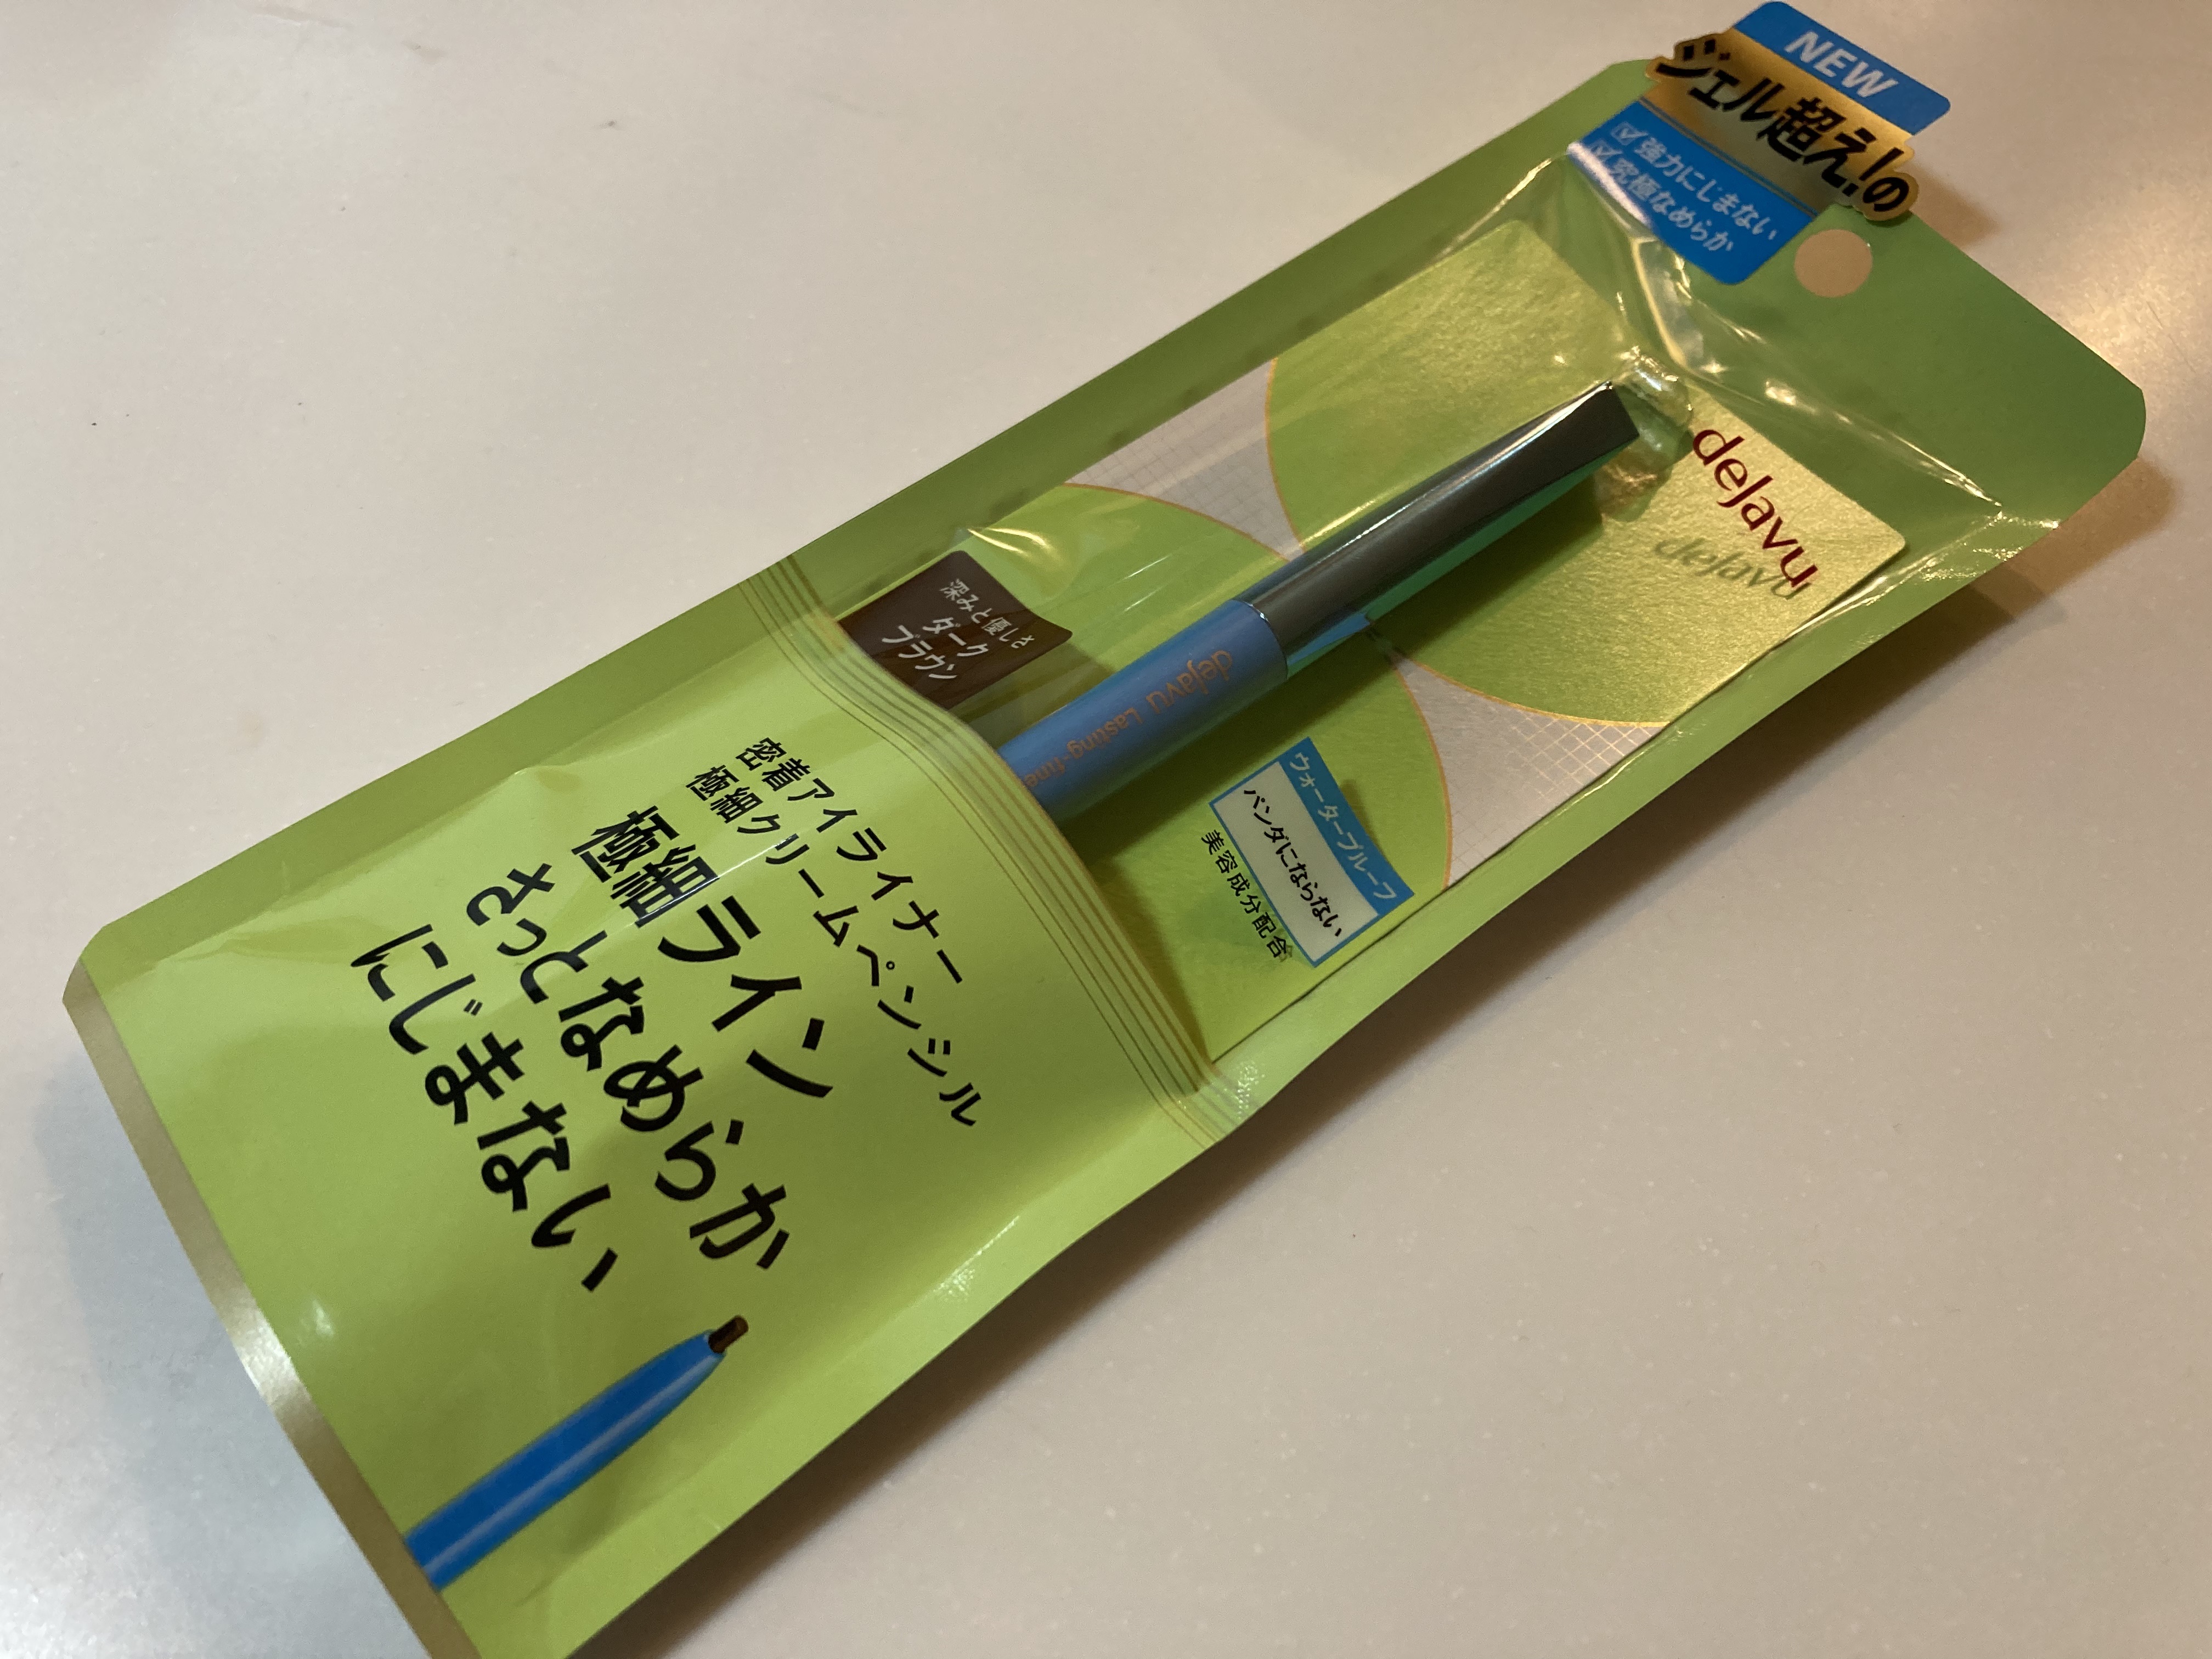 NEW
ジェル超え!の
強力にじまない
究極なめらか
dejavu
dejavu
dejavu Lasting-fine
深みと優しさ
ダーク
ブラウン
ウォータープルーフ
パンダにならない
美容成分配合
密着アイライナー
極細クリームペンシル
極細ライン
さっとなめらか
にじまない